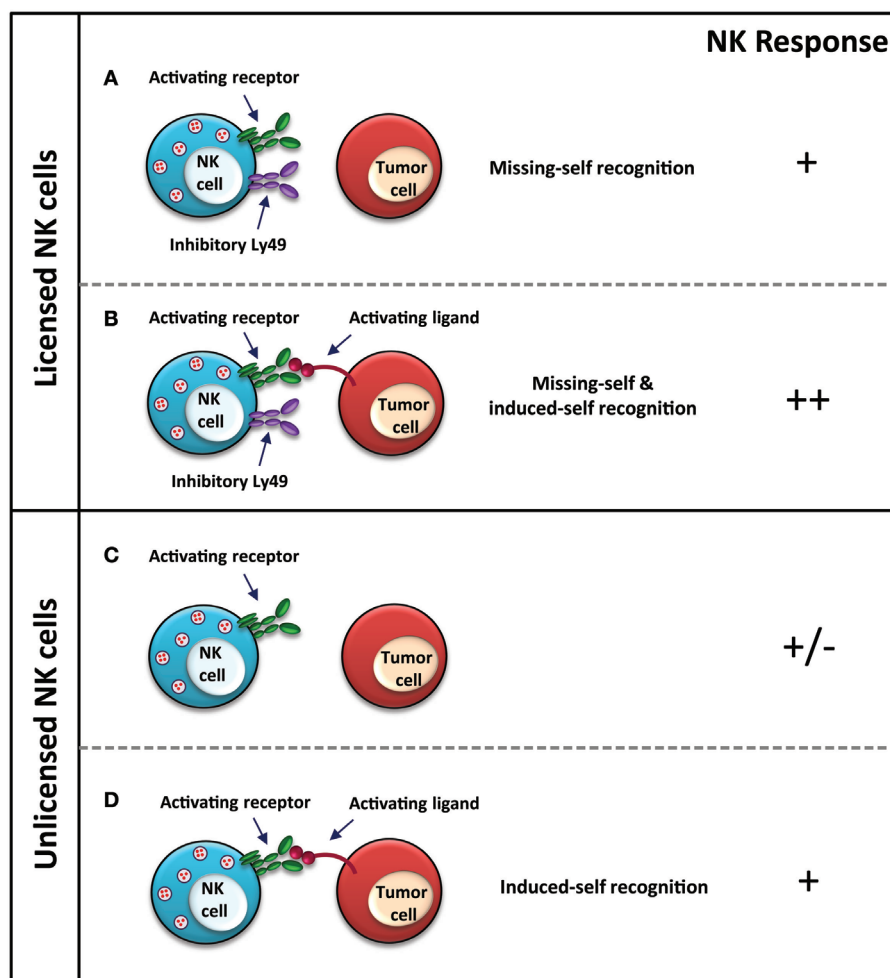 NK Response
Licensed NK cells
A
Activating receptor
NK
cell
Tumor
cell
Inhibitory Ly49
Missing-self recognition
+
B
Activating receptor
Activating ligand
NK
cell
Tumor
cell
Inhibitory Ly49
Missing-self &
induced-self recognition
++
Unlicensed NK cells
C
Activating receptor
NK
cell
Tumor
cell
+/-
D
Activating receptor
Activating ligand
NK
cell
Tumor
cell
Induced-self recognition
+